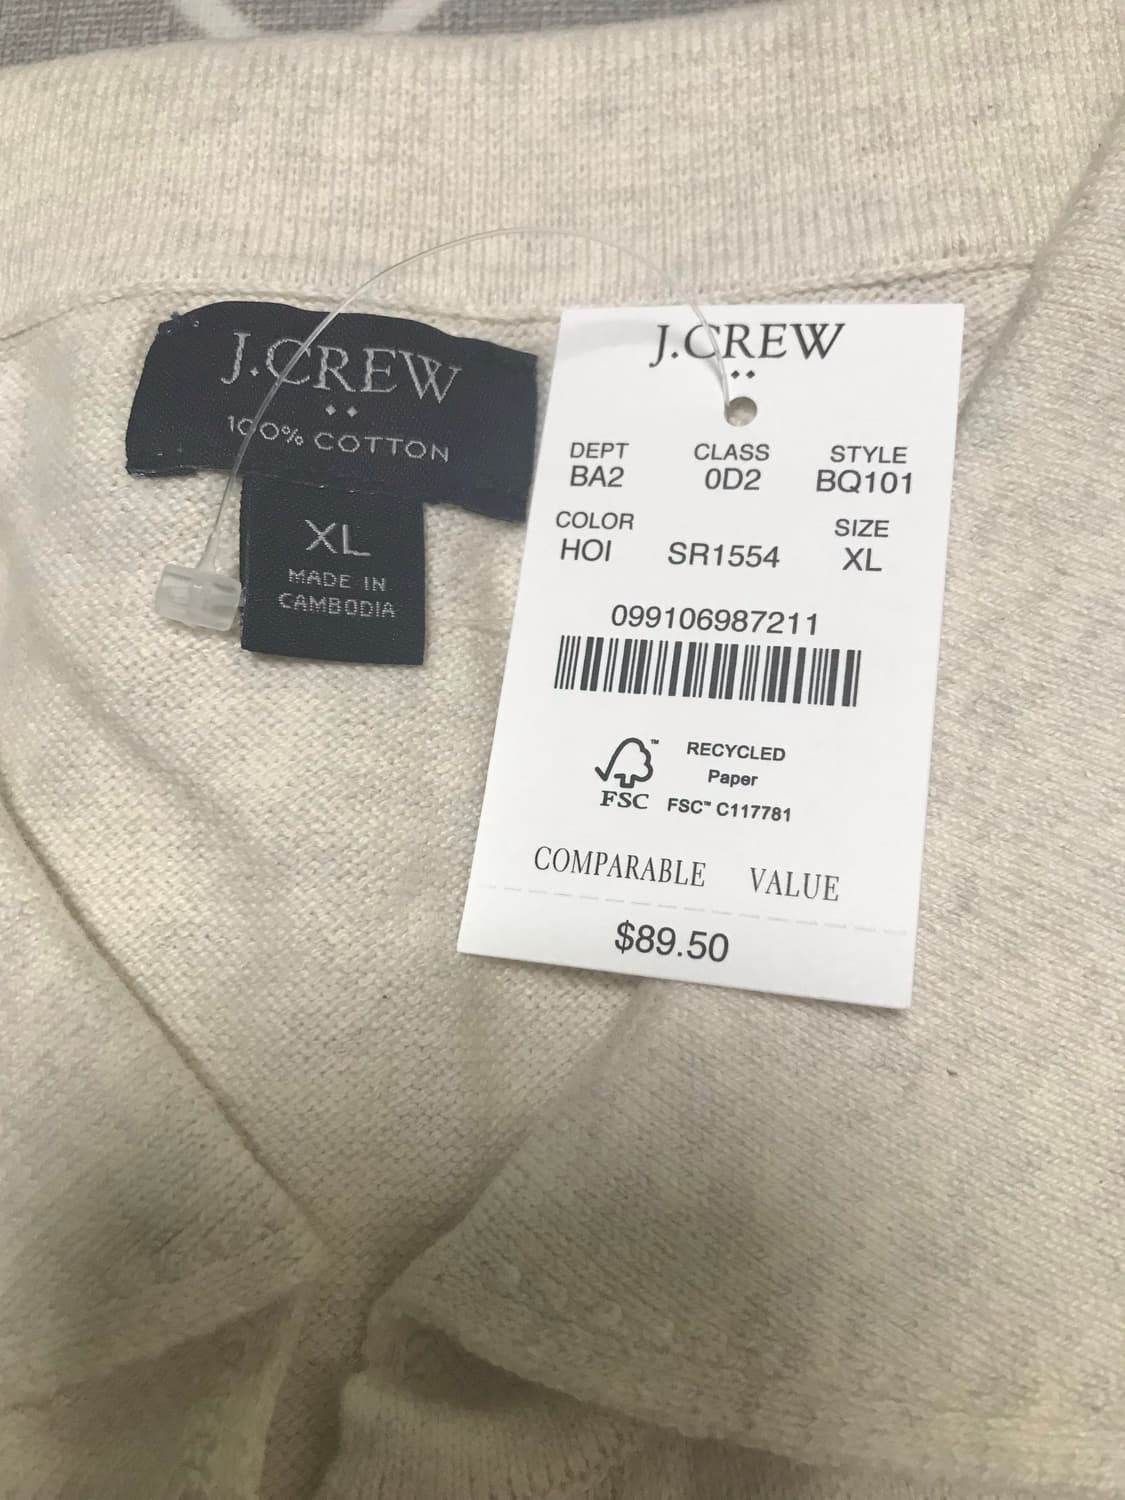 J.CREW
100% COTTON
XL
MADE IN
CAMBODIA
J.CREW
DEPT CLASS STYLE
BA2 0D2 BQ101
COLOR SIZE
HOI SR1554 XL
099106987211
RECYCLED
Paper
FSC™ C117781
™
FSC
COMPARABLE VALUE
$89.50